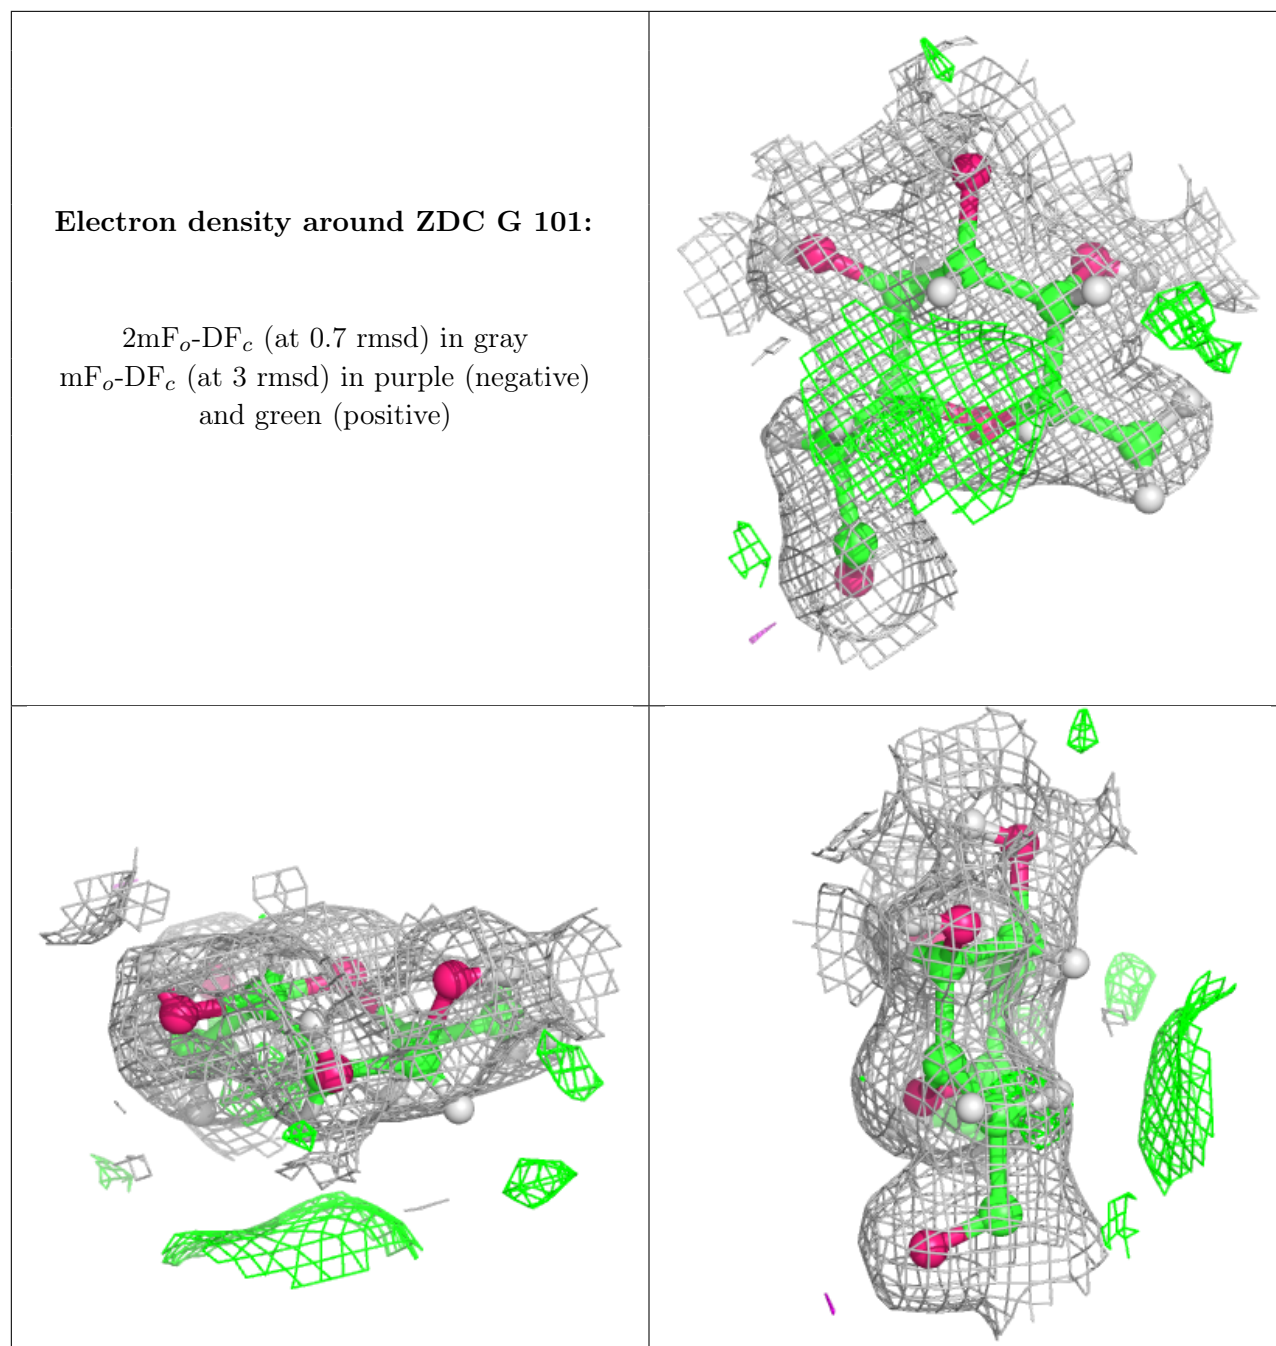 Electron density around ZDC G 101:
2mFₒ-DF𝒸 (at 0.7 rmsd) in gray
mFₒ-DF𝒸 (at 3 rmsd) in purple (negative)
and green (positive)